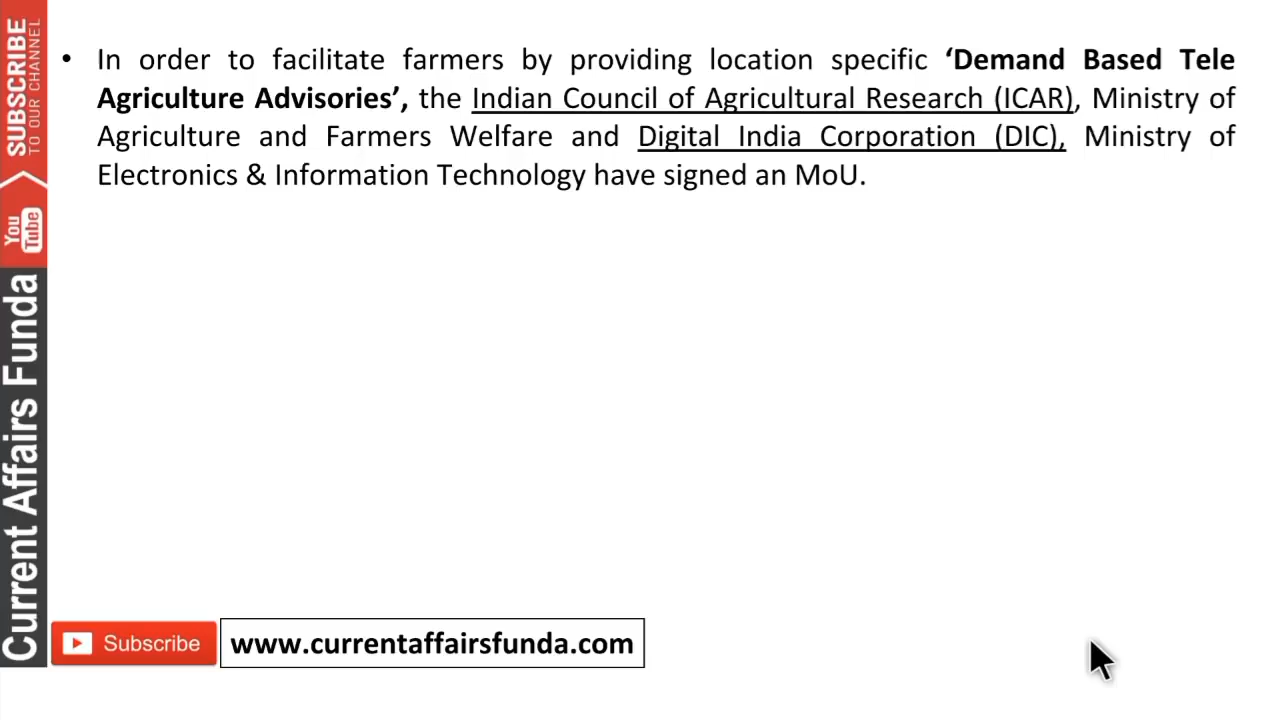 • In order to facilitate farmers by providing location specific ‘Demand Based Tele
Agriculture Advisories’, the Indian Council of Agricultural Research (ICAR), Ministry of
Agriculture and Farmers Welfare and Digital India Corporation (DIC), Ministry of
Electronics & Information Technology have signed an MoU.
SUBSCRIBE
TO OUR CHANNEL
You
Tube
Current Affairs Funda
Subscribe
www.currentaffairsfunda.com